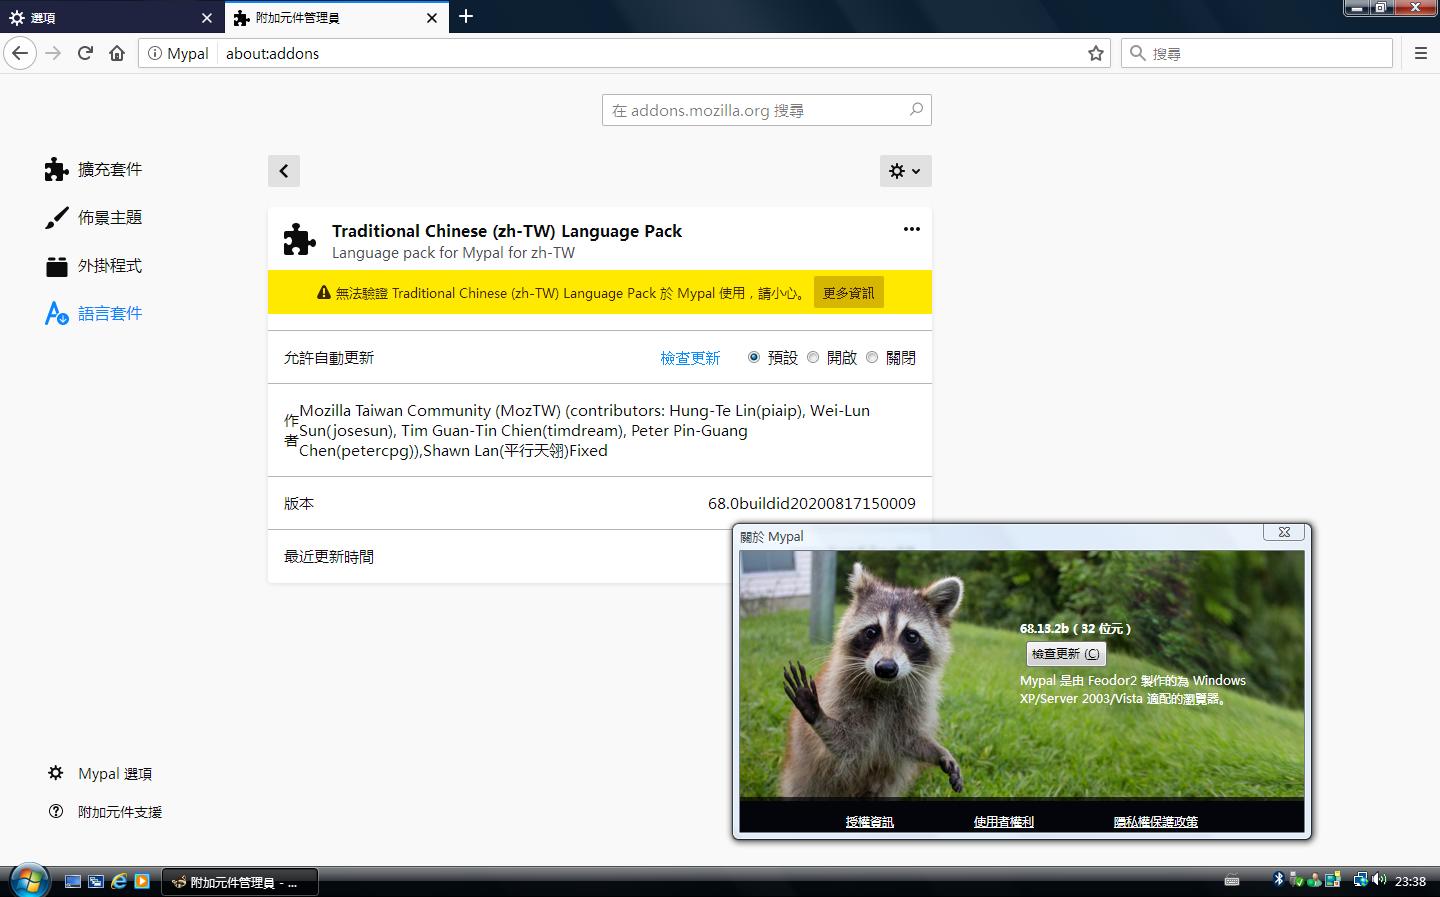 選項
附加元件管理員
Mypal
about:addons
搜尋
在 addons.mozilla.org 搜尋
擴充套件
佈景主題
外掛程式
語言套件
Traditional Chinese (zh-TW) Language Pack
Language pack for Mypal for zh-TW
無法驗證 Traditional Chinese (zh-TW) Language Pack 於 Mypal 使用，請小心。 更多資訊
允許自動更新 檢查更新 預設 開啟 關閉
作者
Mozilla Taiwan Community (MozTW) (contributors: Hung-Te Lin(piaip), Wei-Lun
Sun(josesun), Tim Guan-Tin Chien(timdream), Peter Pin-Guang
Chen(petercpg)),Shawn Lan(平行天翎)Fixed
版本 68.0buildid20200817150009
最近更新時間
關於 Mypal
68.13.2b ( 32 位元 )
檢查更新 (C)
Mypal 是由 Feodor2 製作的為 Windows
XP/Server 2003/Vista 適配的瀏覽器。
授權資訊 使用者權利 隱私權保護政策
Mypal 選項
附加元件支援
附加元件管理員 - ...
23:38